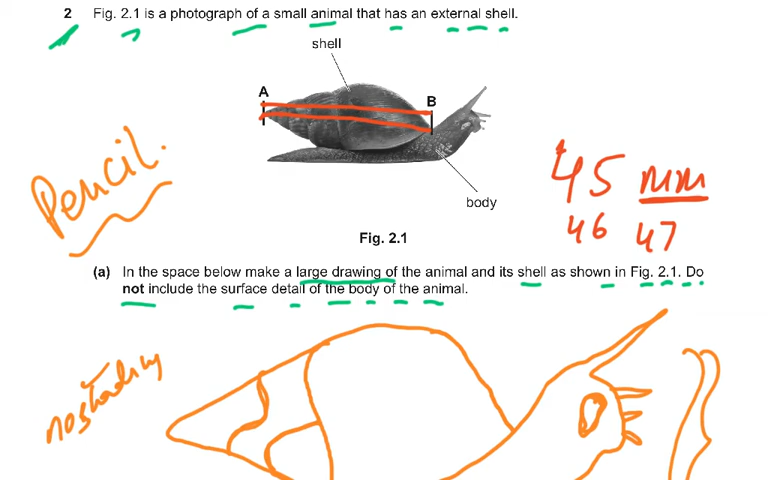 2 Fig. 2.1 is a photograph of a small animal that has an external shell.
shell
A
B
Pencil.
45 mm
46 47
body
Fig. 2.1
(a) In the space below make a large drawing of the animal and its shell as shown in Fig. 2.1. Do
not include the surface detail of the body of the animal.
no shading